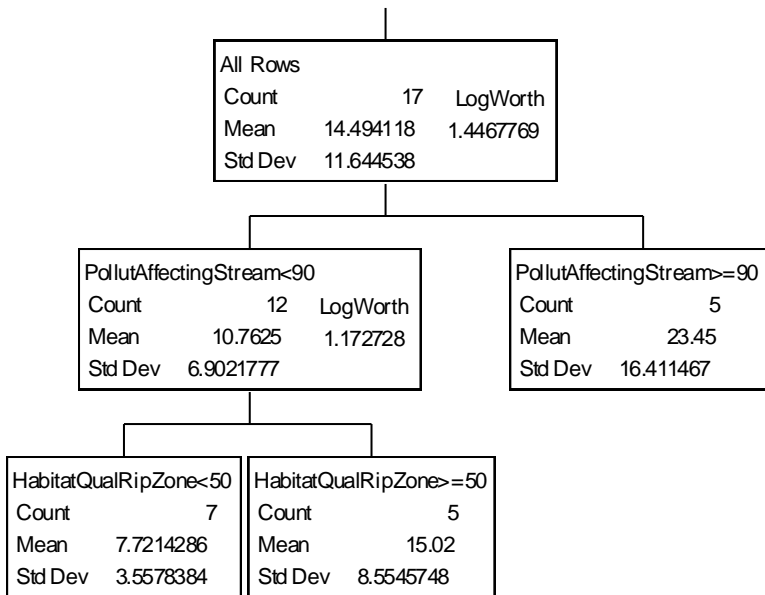 All Rows
Count 17 LogWorth
Mean 14.494118 1.4467769
Std Dev 11.644538
PollutAffectingStream<90
Count 12 LogWorth
Mean 10.7625 1.172728
Std Dev 6.9021777
PollutAffectingStream>=90
Count 5
Mean 23.45
Std Dev 16.411467
HabitatQualRipZone<50
Count 7
Mean 7.7214286
Std Dev 3.5578384
HabitatQualRipZone>=50
Count 5
Mean 15.02
Std Dev 8.5545748